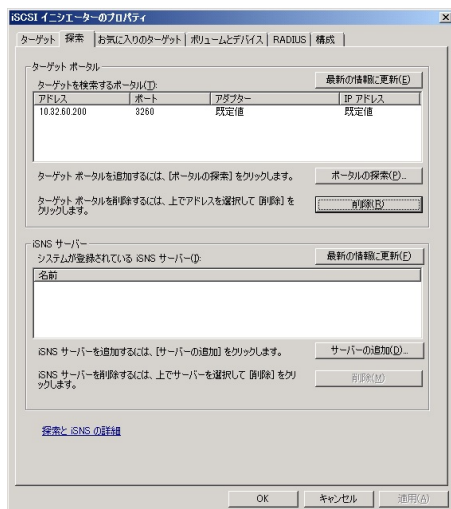 iSCSI イニシエーターのプロパティ
ターゲット 探索 お気に入りのターゲット ボリュームとデバイス RADIUS 構成
ターゲット ポータル
最新の情報に更新(E)
ターゲットを検索するポータル(T):
アドレス ポート アダプター IP アドレス
10.32.60.200 3260 既定値 既定値
ターゲット ポータルを追加するには、[ポータルの探索] をクリックします。
ポータルの探索(P)...
ターゲット ポータルを削除するには、上でアドレスを選択して [削除] を
クリックします。
削除(R)
iSNS サーバー
最新の情報に更新(F)
システムが登録されている iSNS サーバー(I):
名前
iSNS サーバーを追加するには、[サーバーの追加] をクリックします。
サーバーの追加(D)...
iSNS サーバーを削除するには、上でサーバーを選択して [削除] をクリ
ックします。
削除(M)
探索と iSNS の詳細
OK キャンセル 適用(A)